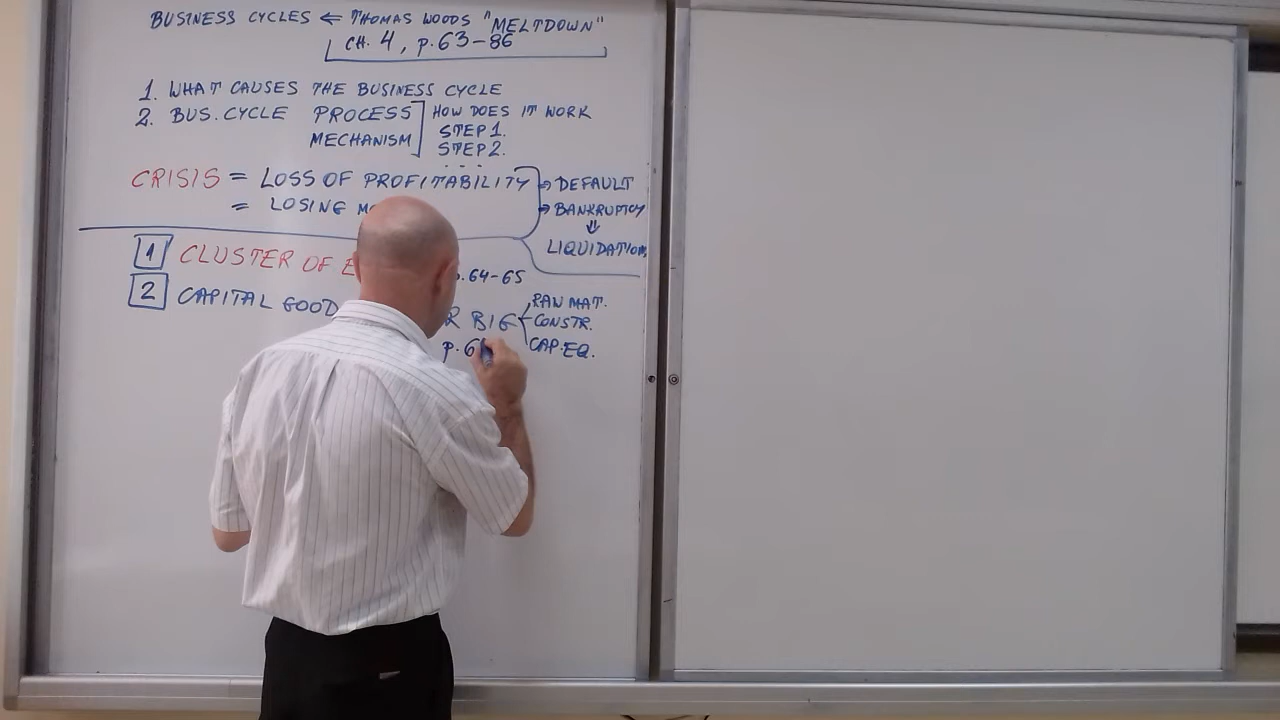 BUSINESS CYCLES ⇐ THOMAS WOODS "MELTDOWN"
CH. 4, p. 63-86
1. WHAT CAUSES THE BUSINESS CYCLE
2. BUS. CYCLE PROCESS HOW DOES IT WORK
MECHANISM STEP 1.
STEP 2.
...
CRISIS = LOSS OF PROFITABILITY → DEFAULT
= LOSING → BANKRUPTCY
⇓
LIQUIDATION
1 CLUSTER OF .64-65
2 CAPITAL GOOD BIG RAW MAT.
CONSTR.
p. CAP. EQ.